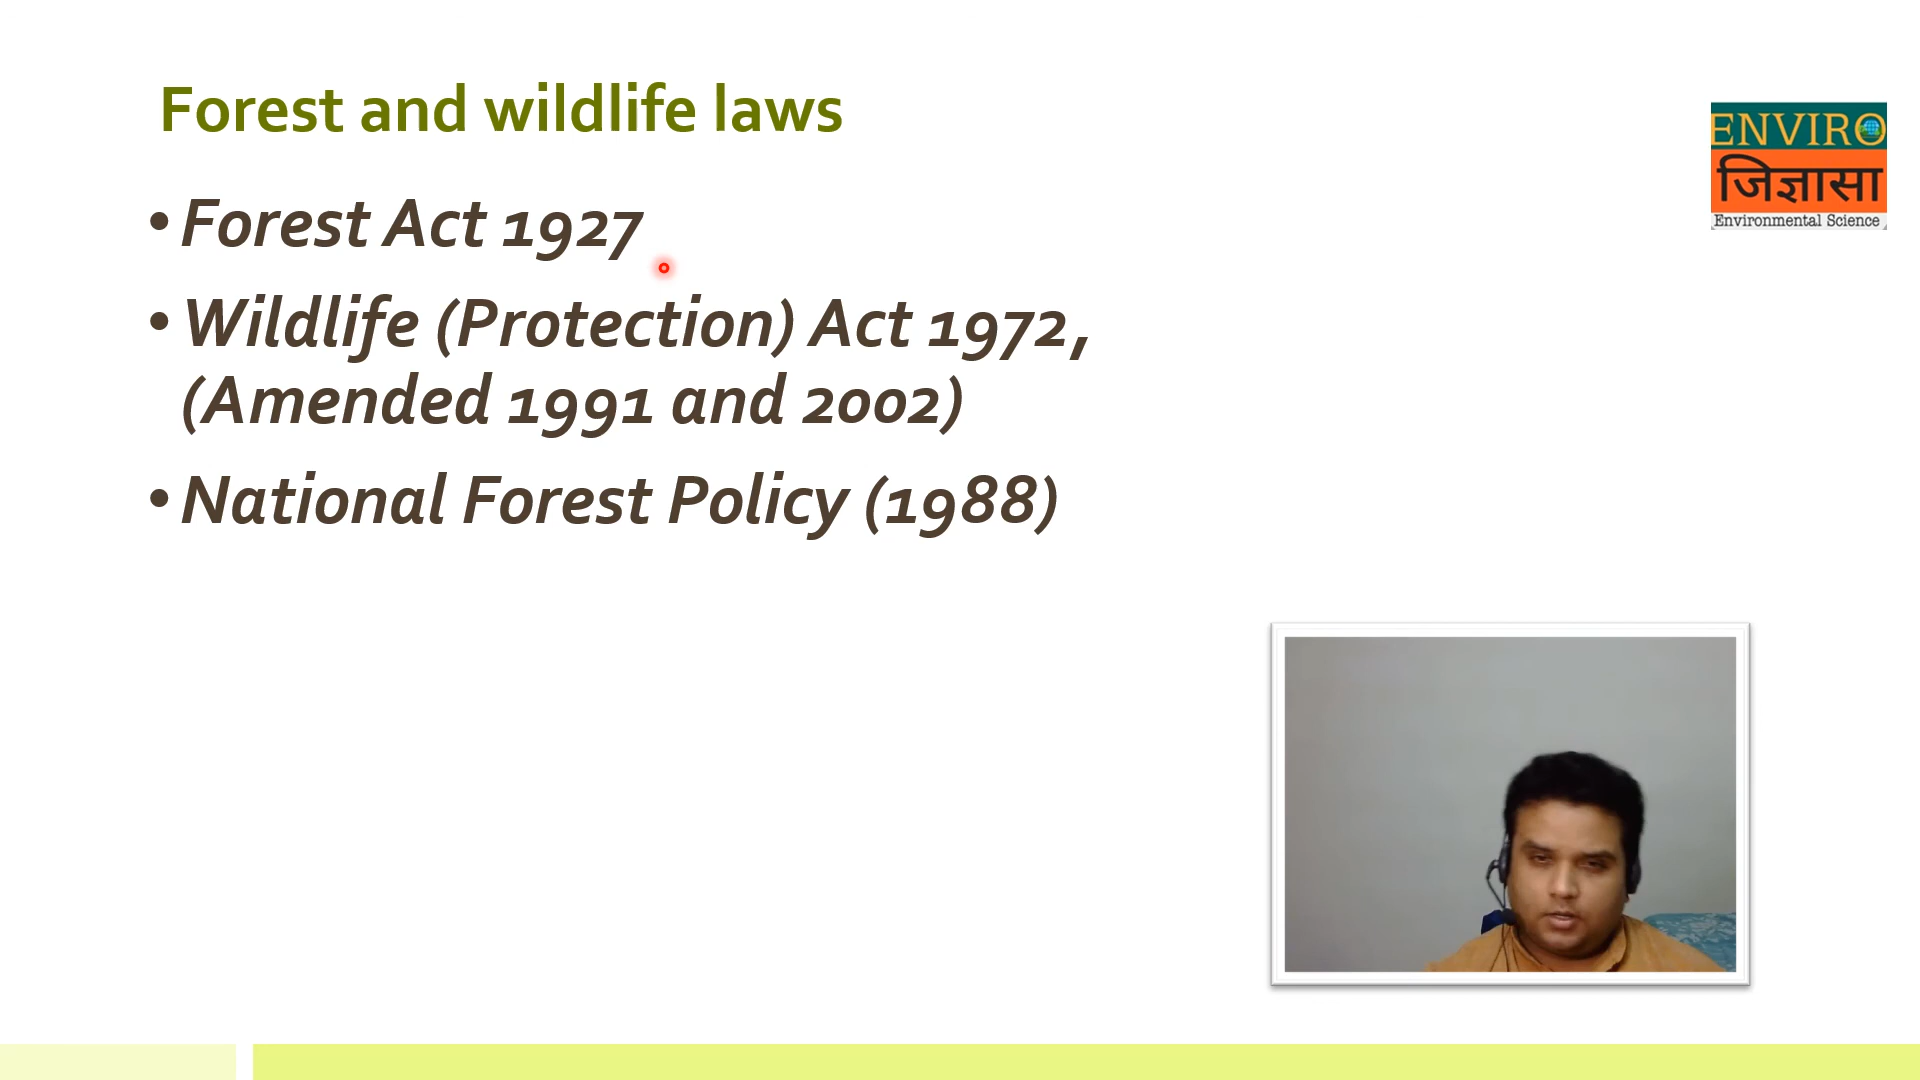 Forest and wildlife laws
ENVIRO
जिज्ञासा
Environmental Science
•Forest Act 1927
•Wildlife (Protection) Act 1972,
(Amended 1991 and 2002)
•National Forest Policy (1988)